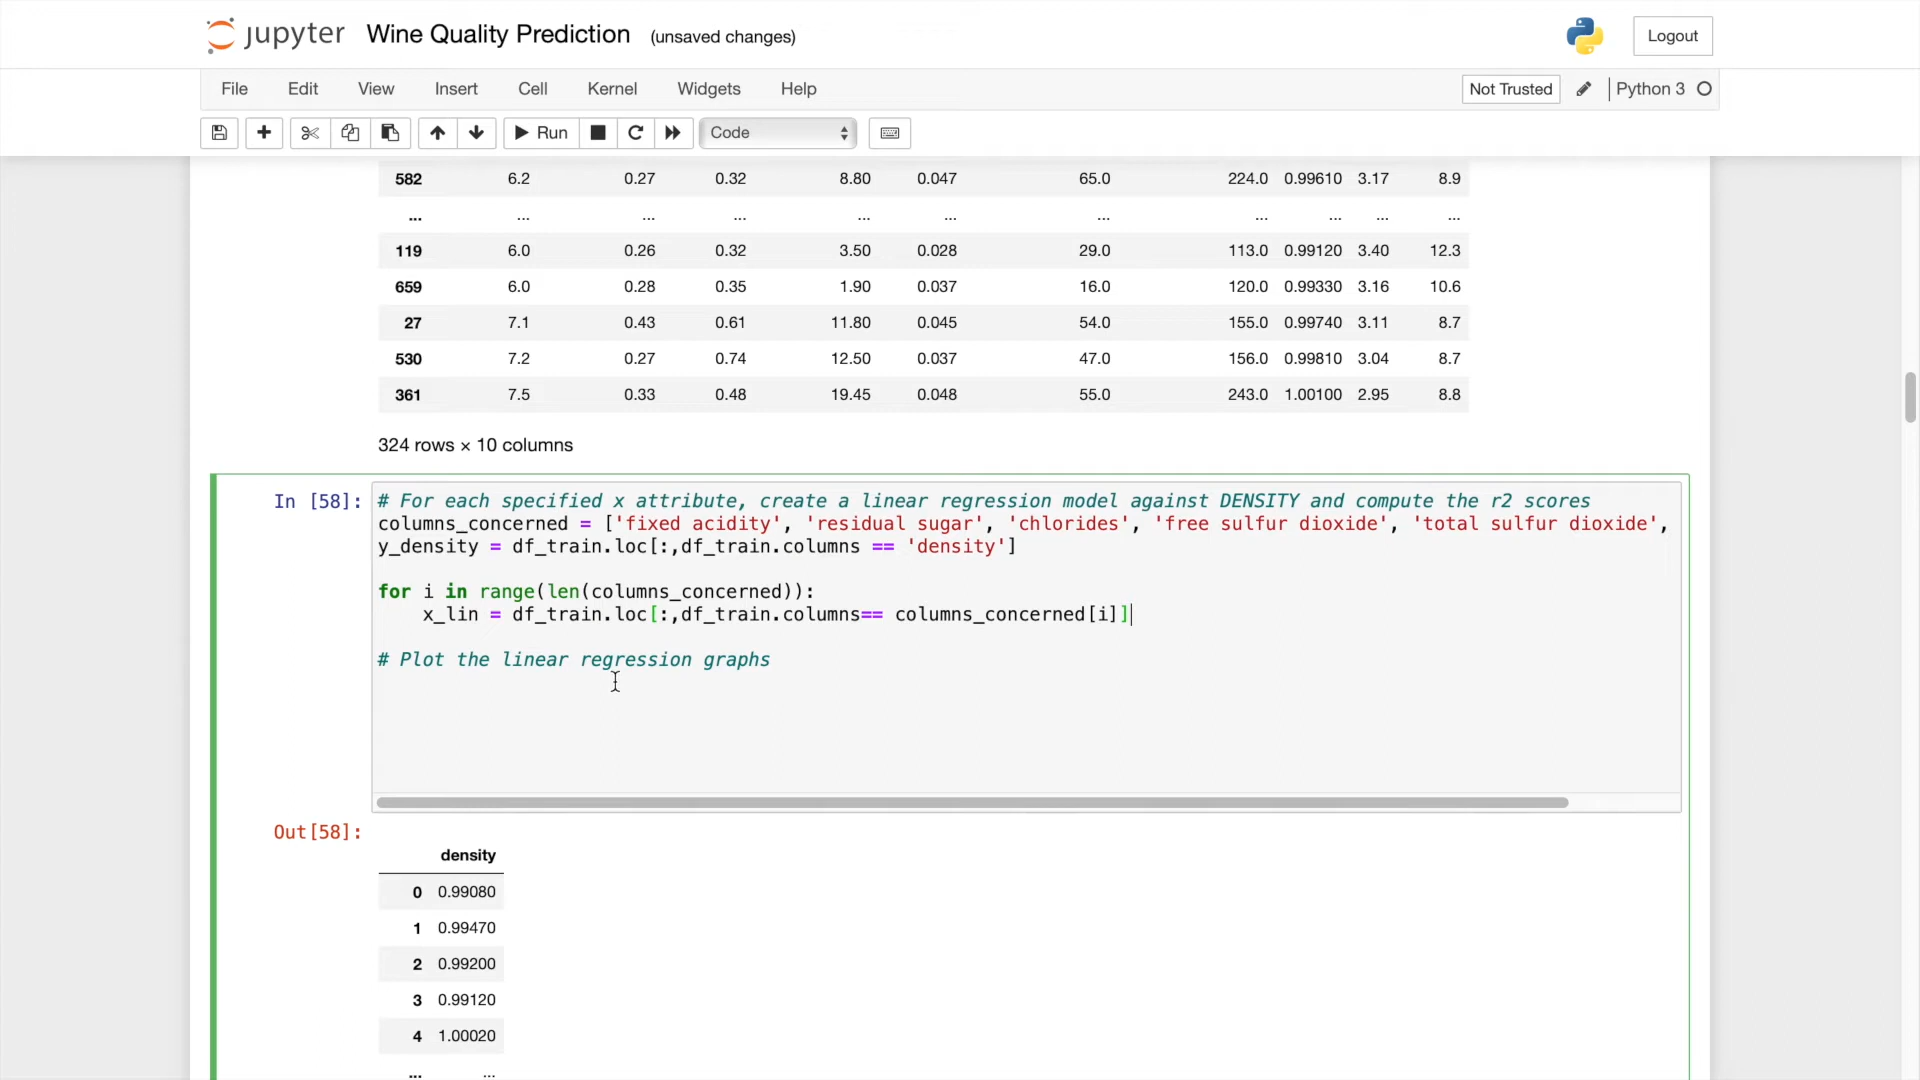 jupyter Wine Quality Prediction (unsaved changes) Logout
File Edit View Insert Cell Kernel Widgets Help Not Trusted Python 3
Run Code
582 6.2 0.27 0.32 8.80 0.047 65.0 224.0 0.99610 3.17 8.9
... ... ... ... ... ... ... ... ... ... ...
119 6.0 0.26 0.32 3.50 0.028 29.0 113.0 0.99120 3.40 12.3
659 6.0 0.28 0.35 1.90 0.037 16.0 120.0 0.99330 3.16 10.6
27 7.1 0.43 0.61 11.80 0.045 54.0 155.0 0.99740 3.11 8.7
530 7.2 0.27 0.74 12.50 0.037 47.0 156.0 0.99810 3.04 8.7
361 7.5 0.33 0.48 19.45 0.048 55.0 243.0 1.00100 2.95 8.8
324 rows × 10 columns
In [58]: # For each specified x attribute, create a linear regression model against DENSITY and compute the r2 scores
columns_concerned = ['fixed acidity', 'residual sugar', 'chlorides', 'free sulfur dioxide', 'total sulfur dioxide',
y_density = df_train.loc[:,df_train.columns == 'density']
for i in range(len(columns_concerned)):
    x_lin = df_train.loc[:,df_train.columns== columns_concerned[i]]
# Plot the linear regression graphs
Out[58]:
density
0 0.99080
1 0.99470
2 0.99200
3 0.99120
4 1.00020
... ...